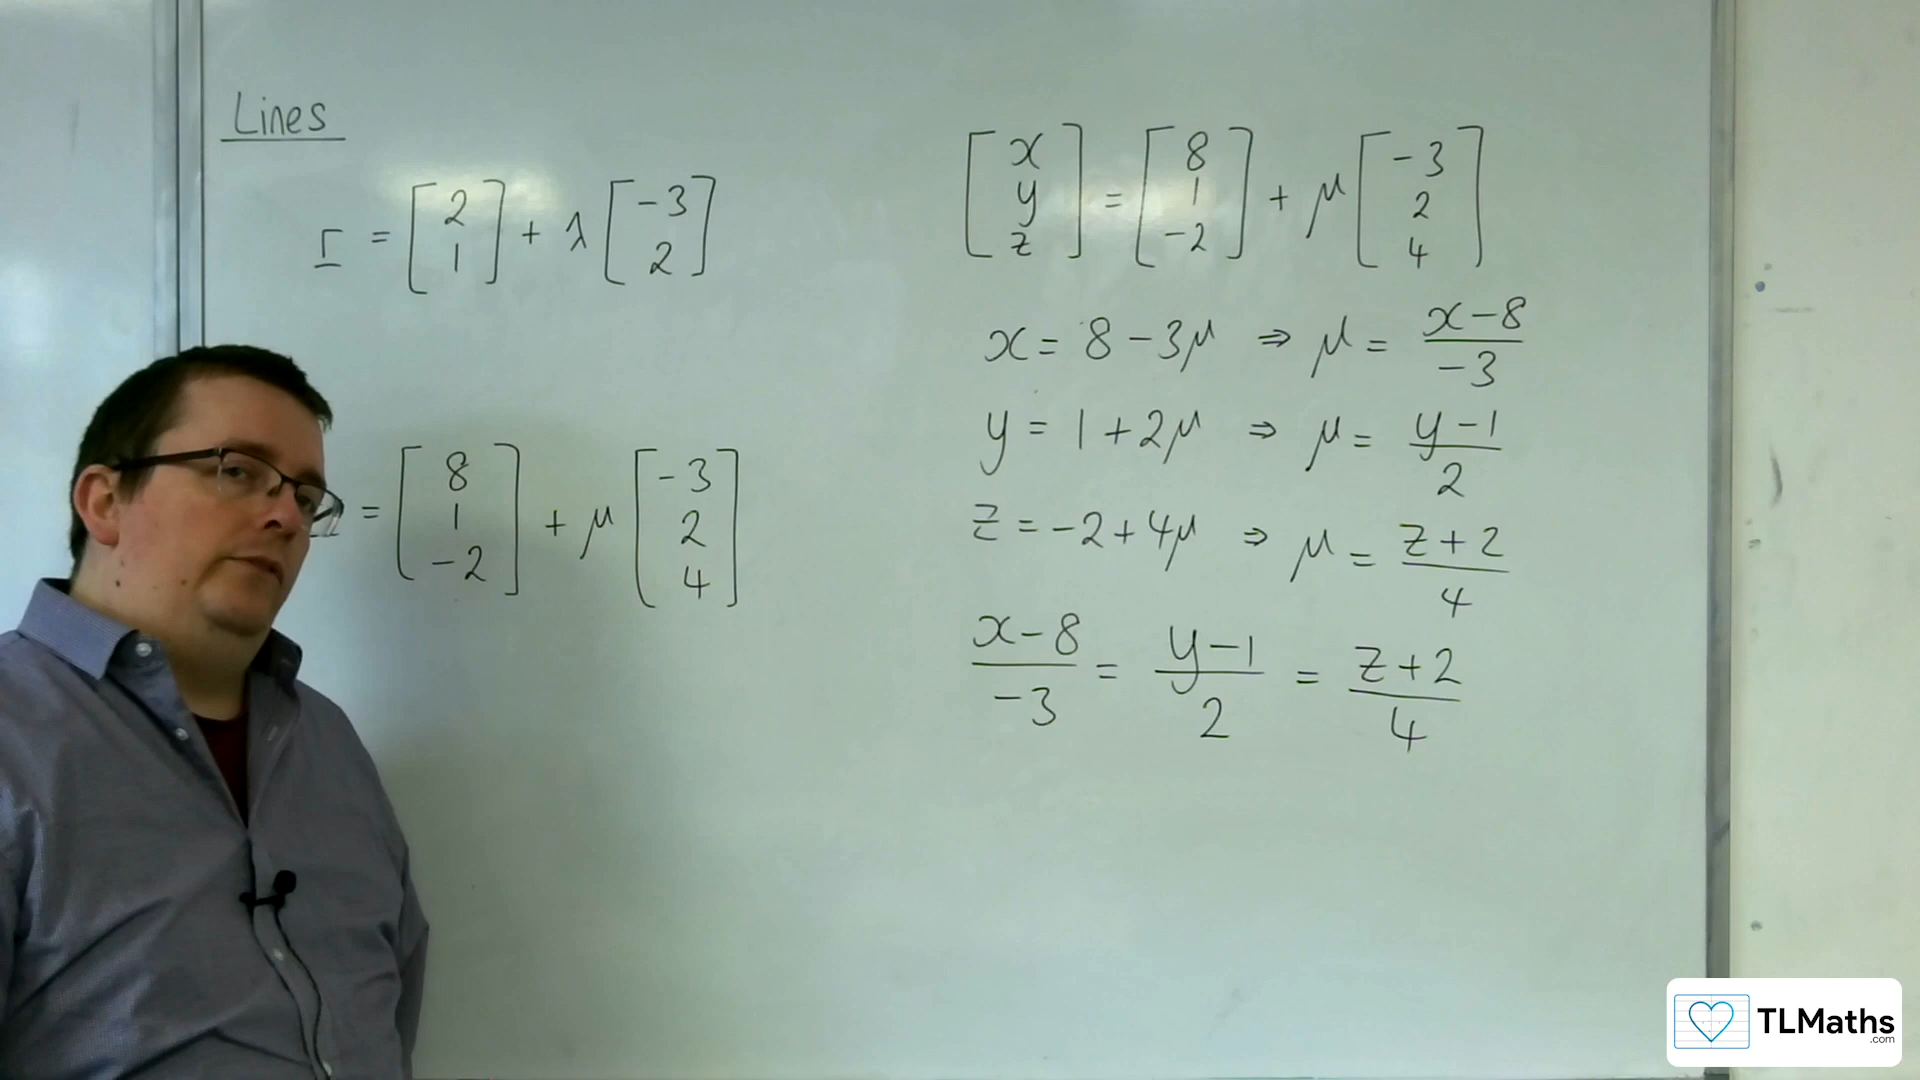 Lines
r = [2 1] + λ [-3 2]
= [8 1 -2] + μ [-3 2 4]
[x y z] = [8 1 -2] + μ [-3 2 4]
x = 8 - 3μ ⇒ μ = (x-8)/-3
y = 1 + 2μ ⇒ μ = (y-1)/2
z = -2 + 4μ ⇒ μ = (z+2)/4
(x-8)/-3 = (y-1)/2 = (z+2)/4
TLMaths
.com